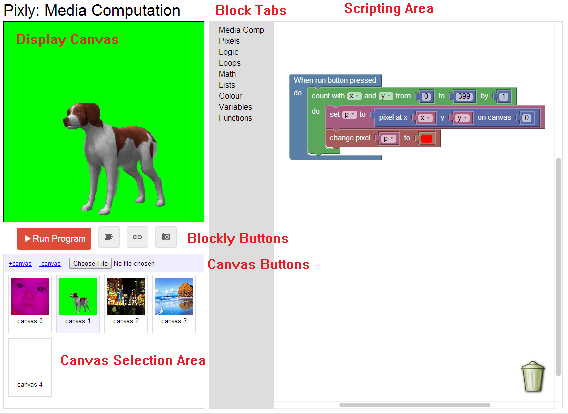 Pixly: Media Computation
Block Tabs
Scripting Area
Display Canvas
Media Comp
Pixels
Logic
Loops
Math
Lists
Colour
Variables
Functions
When run button pressed
do count with x and y from 0 to 399 by 1
do set p to pixel at x x y y on canvas 0
change pixel p to
Run Program
Blockly Buttons
+canvas -canvas Choose File No file chosen
Canvas Buttons
canvas 0 canvas 1 canvas 2 canvas 3
canvas 4
Canvas Selection Area